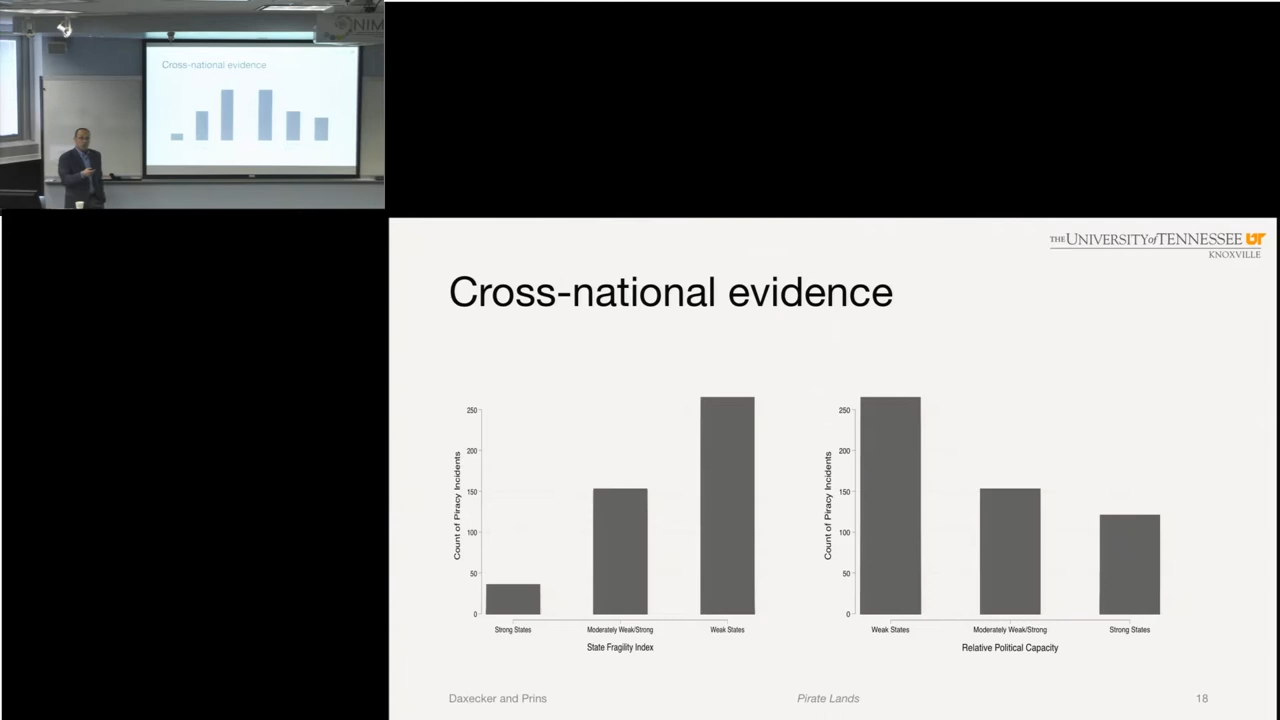 NIM
Cross-national evidence
THE UNIVERSITY of TENNESSEE UT
KNOXVILLE
Cross-national evidence
250
200
150
100
50
0
Count of Piracy Incidents
Strong States
Moderately Weak/Strong
Weak States
State Fragility Index
250
200
150
100
50
0
Count of Piracy Incidents
Weak States
Moderately Weak/Strong
Strong States
Relative Political Capacity
Daxecker and Prins
Pirate Lands
18